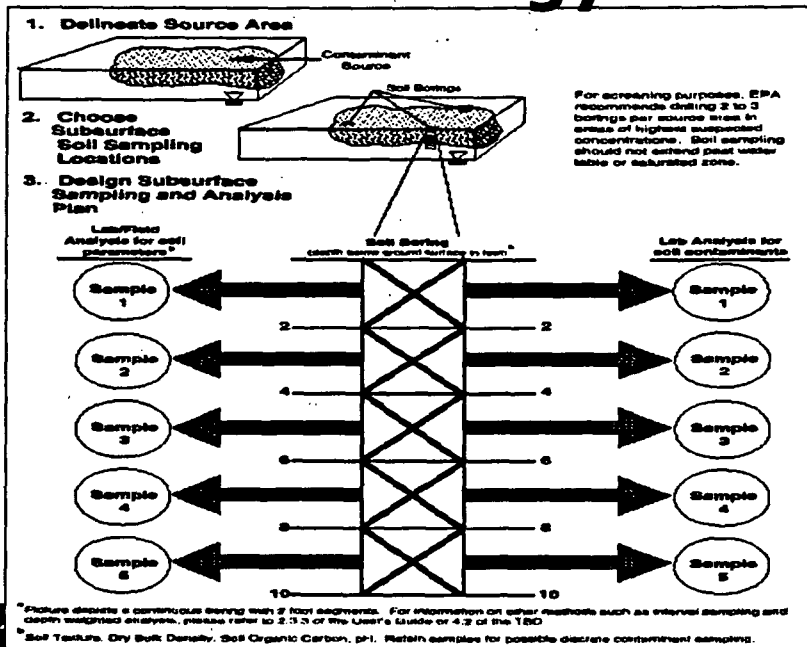 1. Delineate Source Area
Contaminant
Source
Soil Borings
2. Choose
Subsurface
Soil Sampling
Locations
For screening purposes, EPA
recommends drilling 2 to 3
borings per source area in
areas of highest suspected
concentrations. Soil sampling
should not extend past water
table or saturated zone.
3. Design Subsurface
Sampling and Analysis
Plan
Lab/Field
Analysis for soil
parameters b
Soil Boring
(depth below ground surface in feet) a
Lab Analysis for
soil contaminants
Sample
1
Sample
1
2 2
Sample
2
Sample
2
4 4
Sample
3
Sample
3
6 6
Sample
4
Sample
4
8 8
Sample
5
Sample
5
10 10
a Picture depicts a continuous boring with 2 foot segments. For information on other methods such as interval sampling and
depth weighted analysis, please refer to 2.3.3 of the User's Guide or 4.2 of the TBD
b Soil Texture, Dry Bulk Density, Soil Organic Carbon, pH. Retain samples for possible discrete contaminant sampling.